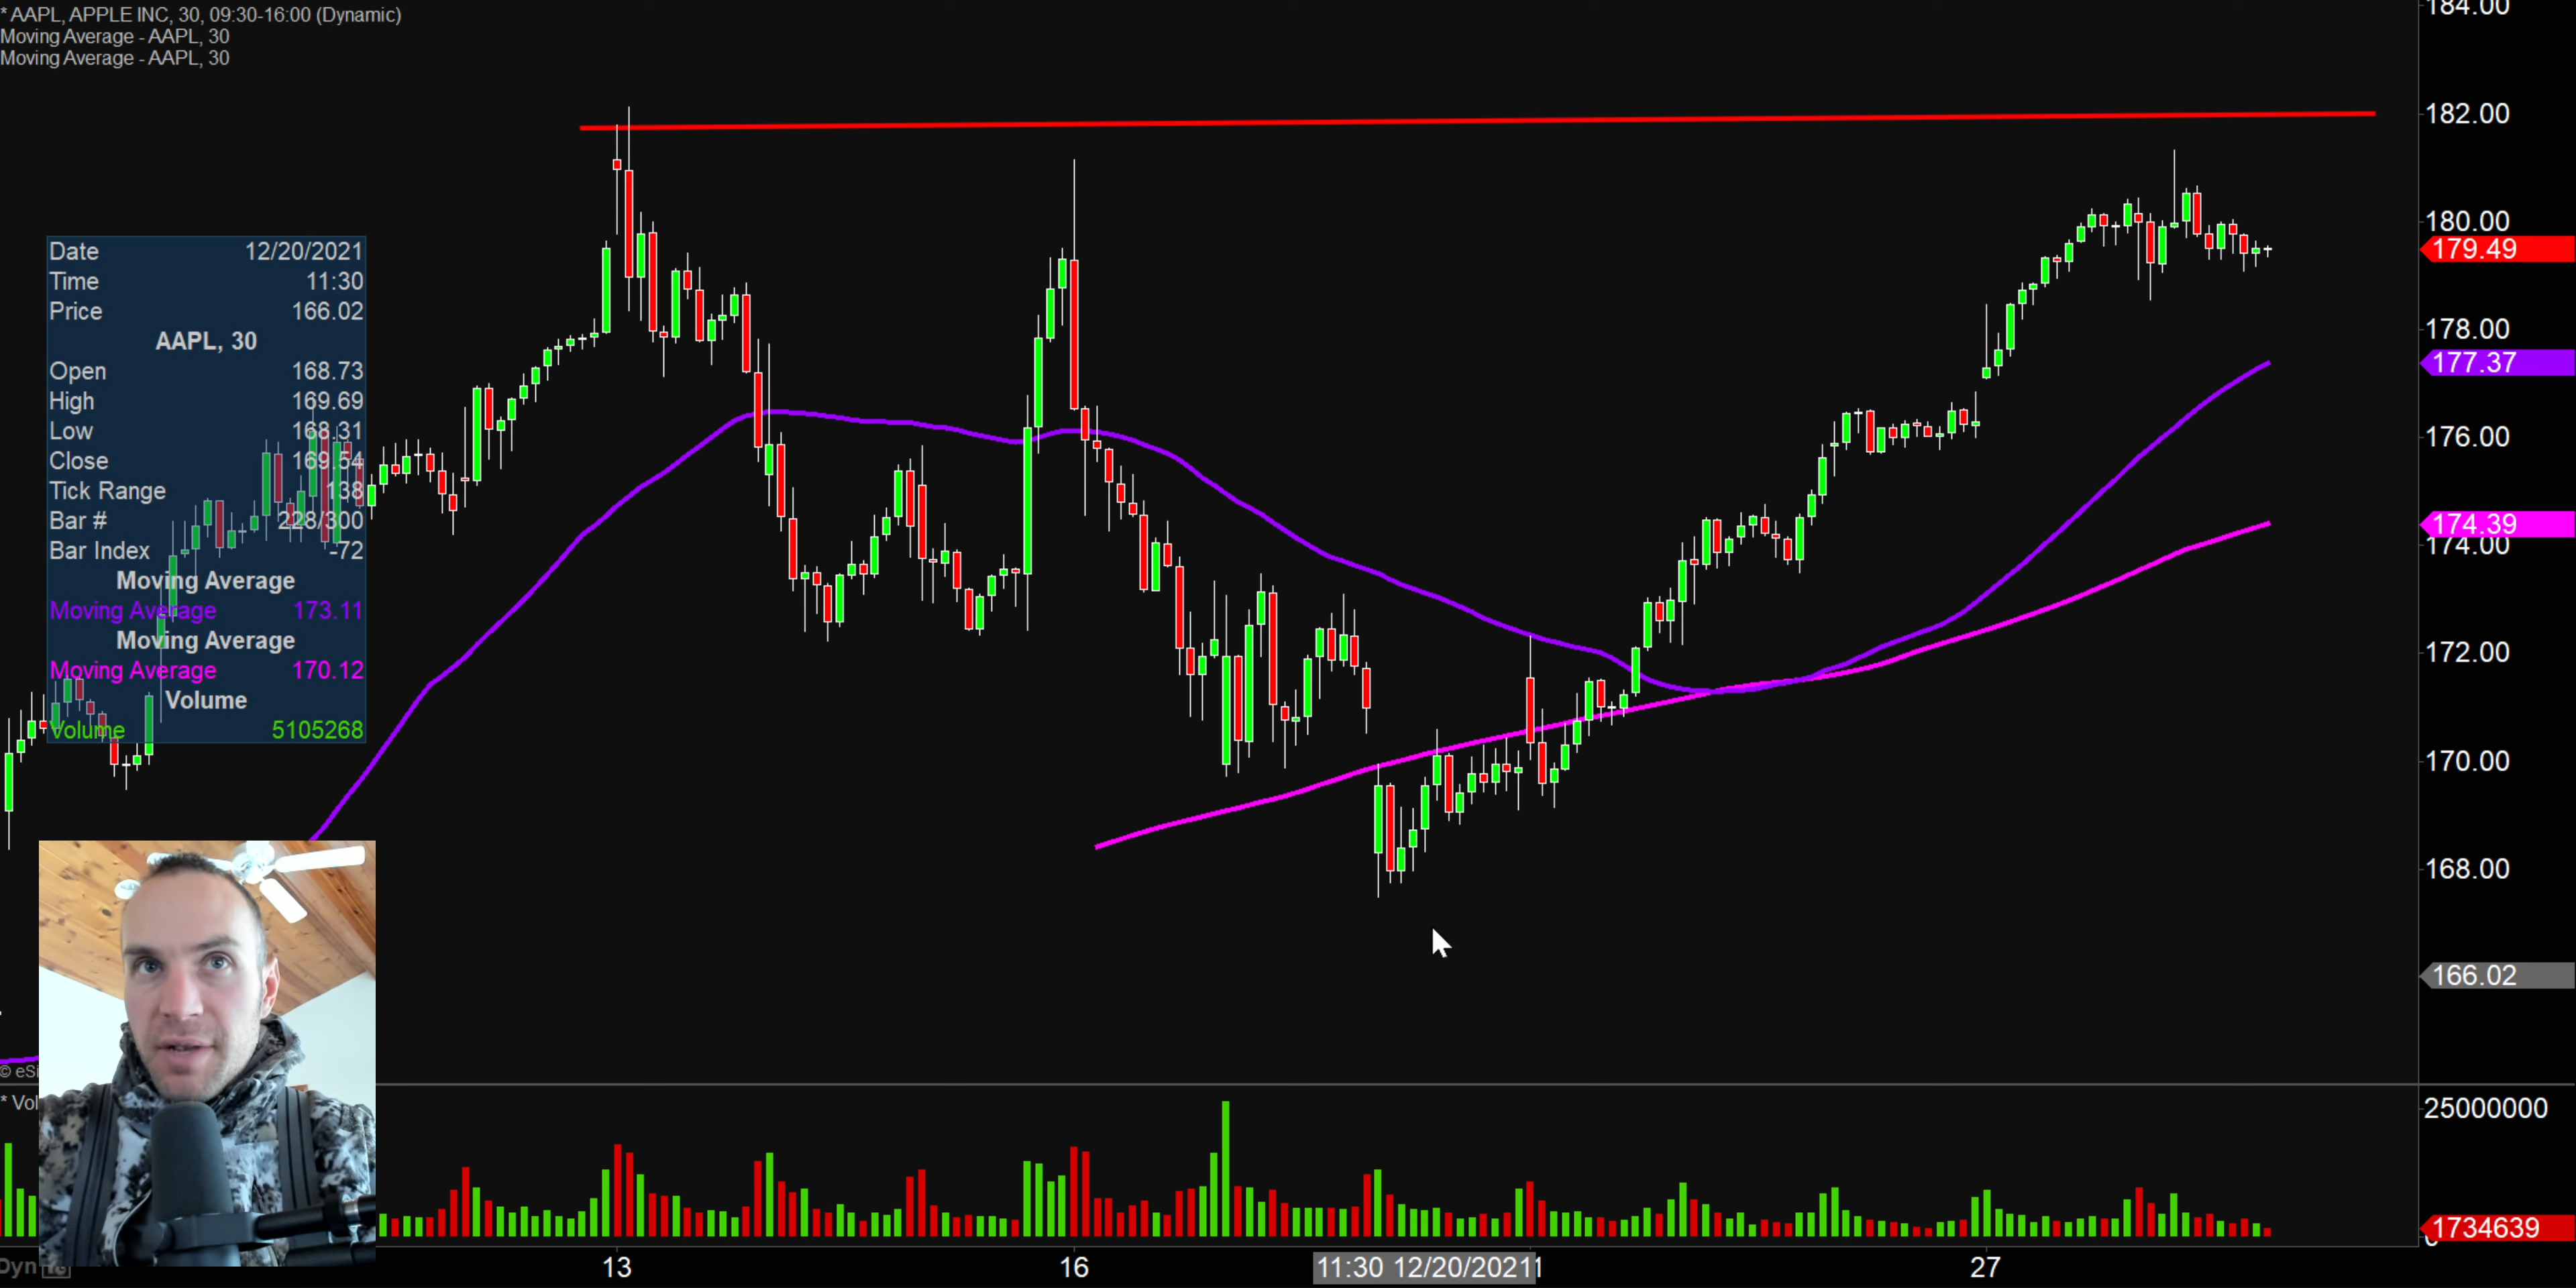 * AAPL, APPLE INC, 30, 09:30-16:00 (Dynamic)
Moving Average - AAPL, 30
Moving Average - AAPL, 30
Date 12/20/2021
Time 11:30
Price 166.02
AAPL, 30
Open 168.73
High 169.69
Low 168.31
Close 169.54
Tick Range 138
Bar # 228/300
Bar Index -72
Moving Average
Moving Average 173.11
Moving Average
Moving Average 170.12
Volume
Volume 5105268
184.00
182.00
180.00
179.49
178.00
177.37
176.00
174.39
174.00
172.00
170.00
168.00
166.02
© eSi
* Vol
25000000
1734639
Dyn
13
16
11:30 12/20/2021
27